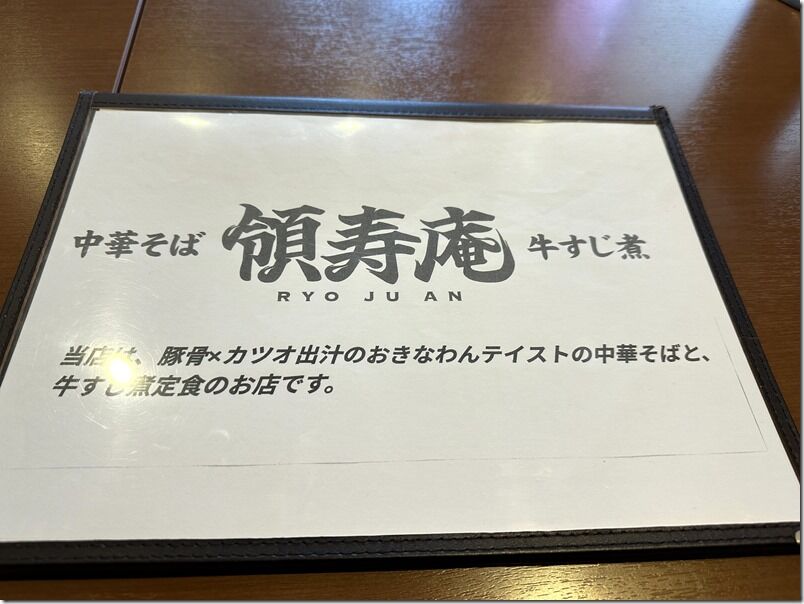 中華そば 領寿庵 牛すじ煮
RYO JU AN
当店は、豚骨×カツオ出汁のおきなわんテイストの中華そばと、
牛すじ煮定食のお店です。